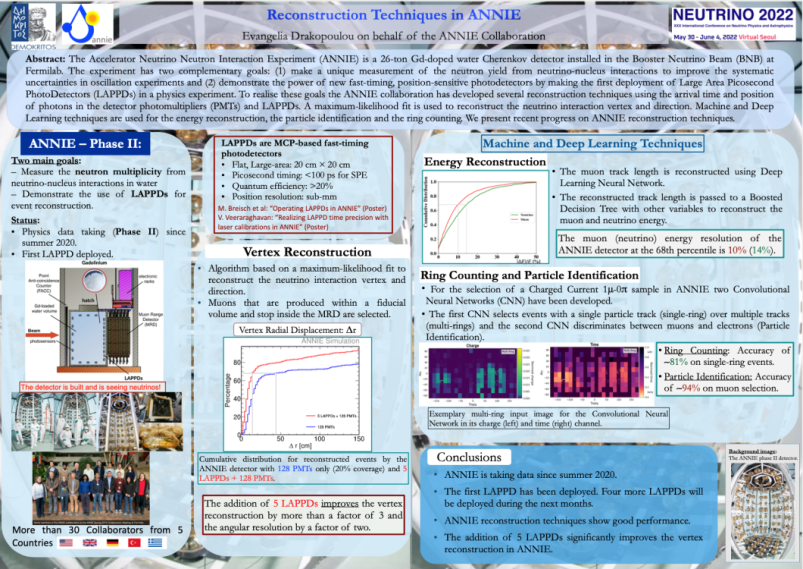 Reconstruction Techniques in ANNIE
Evangelia Drakopoulou on behalf of the ANNIE Collaboration
DEMOKRITOS
annie
NEUTRINO 2022
XXX International Conference on Neutrino Physics and Astrophysics
May 30 - June 4, 2022 Virtual Seoul
Abstract: The Accelerator Neutrino Neutron Interaction Experiment (ANNIE) is a 26-ton Gd-doped water Cherenkov detector installed in the Booster Neutrino Beam (BNB) at
Fermilab. The experiment has two complementary goals: (1) make a unique measurement of the neutron yield from neutrino-nucleus interactions to improve the systematic
uncertainties in oscillation experiments and (2) demonstrate the power of new fast-timing, position-sensitive photodetectors by making the first deployment of Large Area Picosecond
PhotoDetectors (LAPPDs) in a physics experiment. To realise these goals the ANNIE collaboration has developed several reconstruction techniques using the arrival time and position
of photons in the detector photomultipliers (PMTs) and LAPPDs. A maximum-likelihood fit is used to reconstruct the neutrino interaction vertex and direction. Machine and Deep
Learning techniques are used for the energy reconstruction, the particle identification and the ring counting. We present recent progress on ANNIE reconstruction techniques.
ANNIE – Phase II:
Two main goals:
– Measure the neutron multiplicity from
neutrino-nucleus interactions in water
– Demonstrate the use of LAPPDs for
event reconstruction.
Status:
• Physics data taking (Phase II) since
summer 2020.
• First LAPPD deployed.
Gadolinium
Front
Anti-coincidence
Counter
(FACC)
hatch
electronic
racks
Gd-loaded
water volume
Muon Range
Detector
(MRD)
Beam
photosensors
LAPPDs
The detector is built and is seeing neutrinos!
More than 30 Collaborators from 5
Countries
LAPPDs are MCP-based fast-timing
photodetectors
• Flat, Large-area: 20 cm × 20 cm
• Picosecond timing: <100 ps for SPE
• Quantum efficiency: >20%
• Position resolution: sub-mm
M. Breisch et al: "Operating LAPPDs in ANNIE" (Poster)
V. Veeraraghavan: "Realizing LAPPD time precision with
laser calibrations in ANNIE" (Poster)
Vertex Reconstruction
• Algorithm based on a maximum-likelihood fit to
reconstruct the neutrino interaction vertex and
direction.
• Muons that are produced within a fiducial
volume and stop inside the MRD are selected.
Vertex Radial Displacement: Δr
ANNIE Simulation
Percentage
80
60
40
20
0
5 LAPPDs + 128 PMTs
128 PMTs
0 50 100 150
Δ r [cm]
Cumulative distribution for reconstructed events by the
ANNIE detector with 128 PMTs only (20% coverage) and 5
LAPPDs + 128 PMTs.
The addition of 5 LAPPDs improves the vertex
reconstruction by more than a factor of 3 and
the angular resolution by a factor of two.
Machine and Deep Learning Techniques
Energy Reconstruction
Cumulative Distribution
1.0
0.8
0.6
0.4
0.2
0.0
0 10 20 30 40 50
• The muon track length is reconstructed using Deep
Learning Neural Network.
• The reconstructed track length is passed to a Boosted
Decision Tree with other variables to reconstruct the
muon and neutrino energy.
The muon (neutrino) energy resolution of the
ANNIE detector at the 68th percentile is 10% (14%).
Ring Counting and Particle Identification
• For the selection of a Charged Current 1μ-0π sample in ANNIE two Convolutional
Neural Networks (CNN) have been developed.
• The first CNN selects events with a single particle track (single-ring) over multiple tracks
(multi-rings) and the second CNN discriminates between muons and electrons (Particle
Identification).
Charge
Time
Exemplary multi-ring input image for the Convolutional Neural
Network in its charge (left) and time (right) channel.
• Ring Counting: Accuracy of
~81% on single-ring events.
• Particle Identification: Accuracy
of ~94% on muon selection.
Conclusions
• ANNIE is taking data since summer 2020.
• The first LAPPD has been deployed. Four more LAPPDs will
be deployed during the next months.
• ANNIE reconstruction techniques show good performance.
• The addition of 5 LAPPDs significantly improves the vertex
reconstruction in ANNIE.
Background image:
The ANNIE phase II detector.